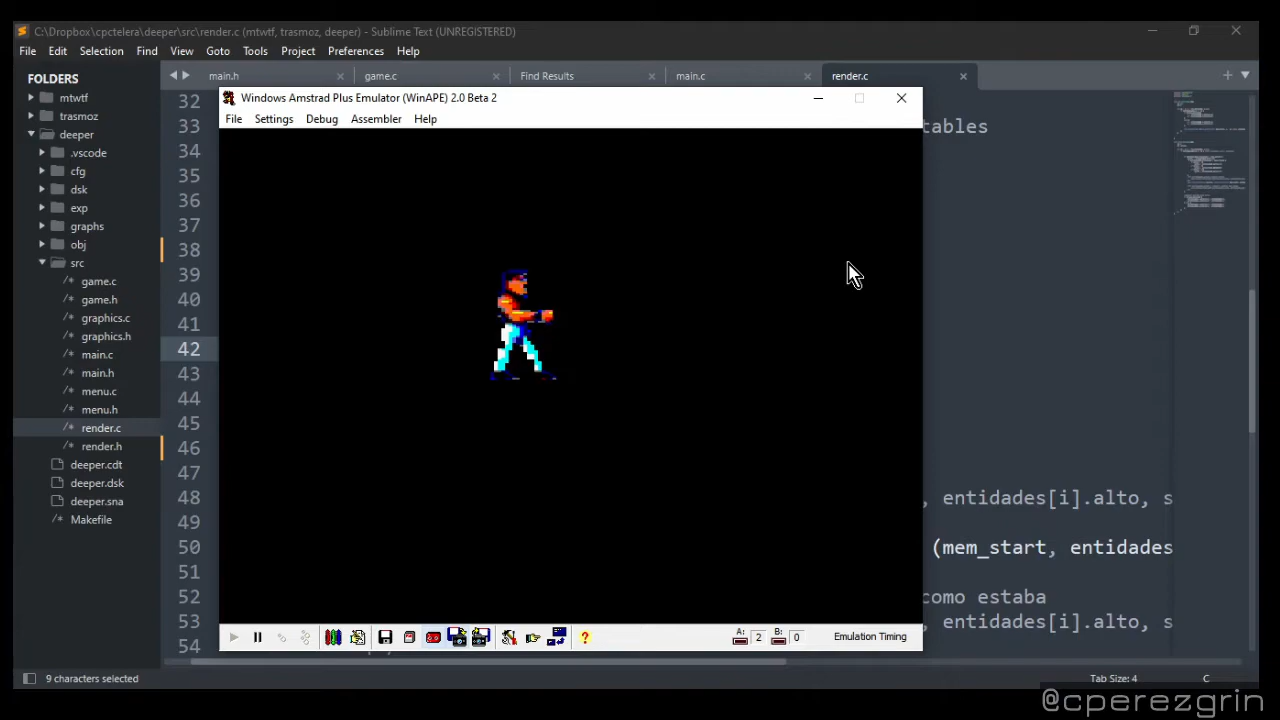 C:\Dropbox\cpctelera\deeper\src\render.c (mtwtf, trasmoz, deeper) - Sublime Text (UNREGISTERED)
File Edit Selection Find View Goto Tools Project Preferences Help
FOLDERS
mtwtf
trasmoz
deeper
.vscode
cfg
dsk
exp
graphs
obj
src
/* game.c
/* game.h
/* graphics.c
/* graphics.h
/* main.c
/* main.h
/* menu.c
/* menu.h
/* render.c
/* render.h
deeper.cdt
deeper.dsk
deeper.sna
Makefile
main.h game.c Find Results main.c render.c
32
33 tables
34
35
36
37
38
39
40
41
42
43
44
45
46
47
48 , entidades[i].alto, s
49
50 (mem_start, entidades
51
52 como estaba
53 , entidades[i].alto, s
54
Windows Amstrad Plus Emulator (WinAPE) 2.0 Beta 2
File Settings Debug Assembler Help
A: 2 B: 0 Emulation Timing
9 characters selected Tab Size: 4 C
@cperezgrin